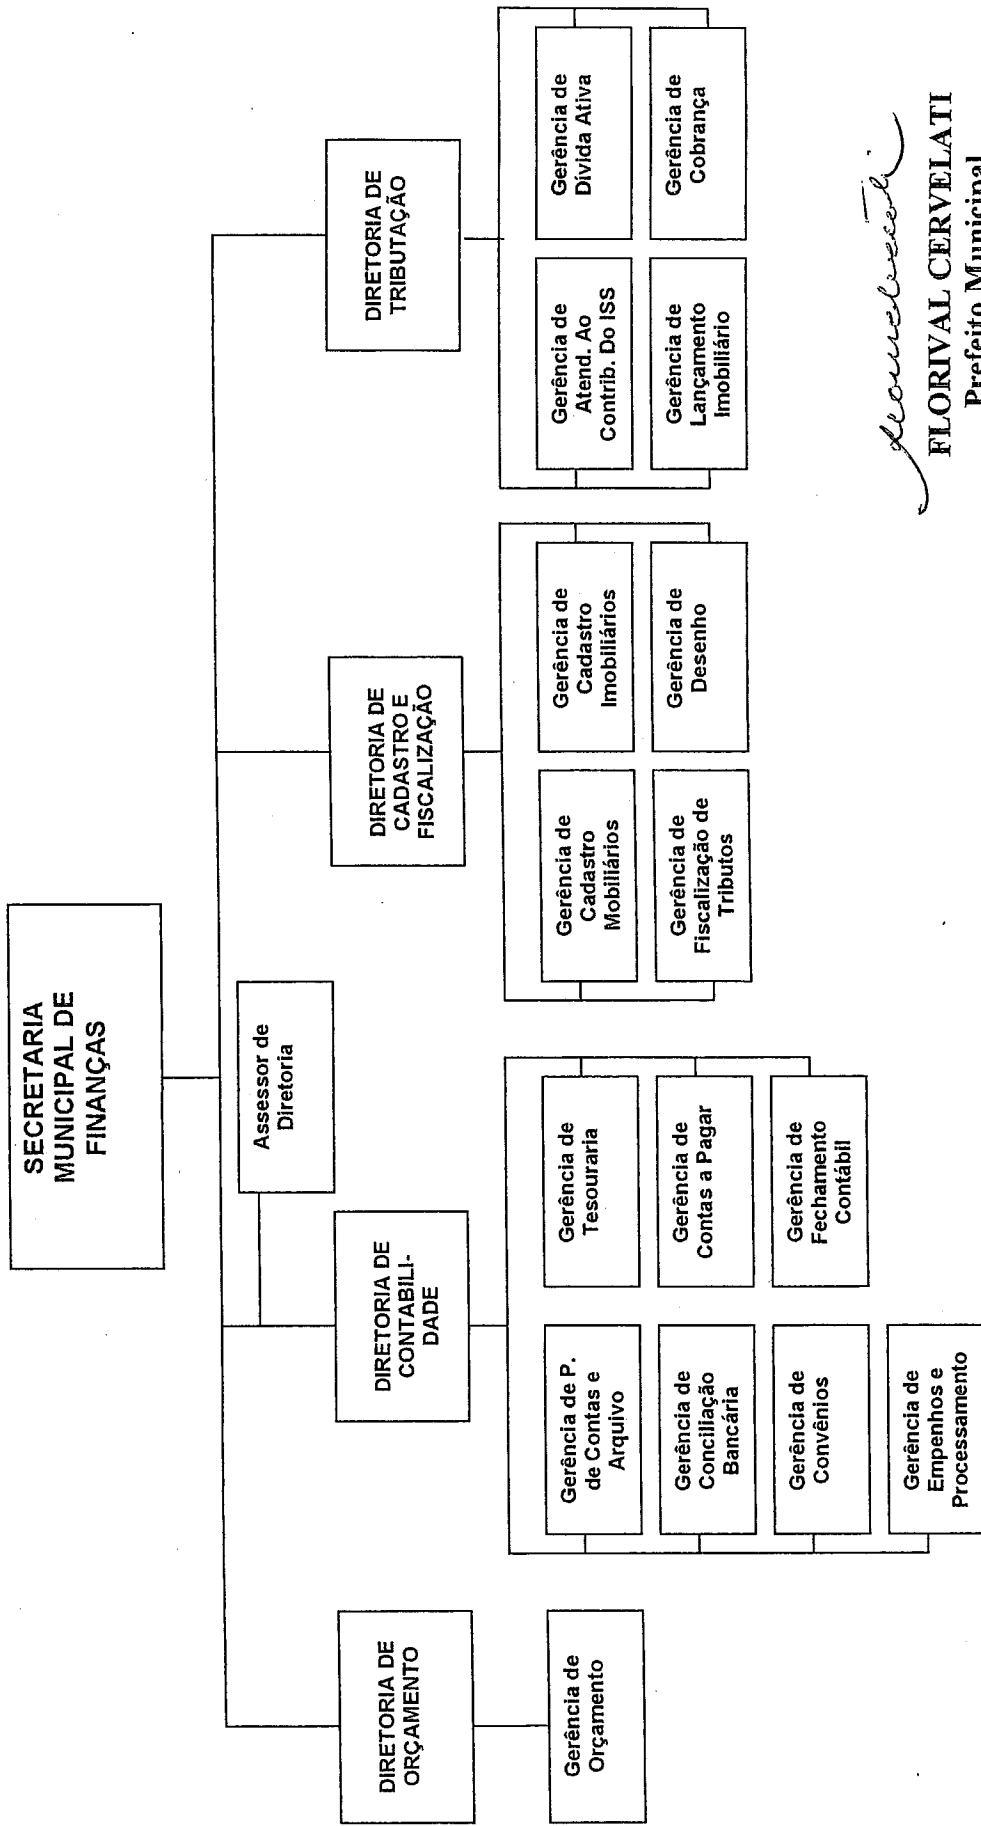 SECRETARIA
MUNICIPAL DE
FINANÇAS
Assessor de
Diretoria
DIRETORIA DE
ORÇAMENTO
DIRETORIA DE
CONTABILI-
DADE
DIRETORIA DE
CADASTRO E
FISCALIZAÇÃO
DIRETORIA DE
TRIBUTAÇÃO
Gerência de
Orçamento
Gerência de P.
de Contas e
Arquivo
Gerência de
Tesouraria
Gerência de
Conciliação
Bancária
Gerência de
Contas a Pagar
Gerência de
Convênios
Gerência de
Fechamento
Contábil
Gerência de
Empenhos e
Processamento
Gerência de
Cadastro
Mobiliários
Gerência de
Cadastro
Imobiliários
Gerência de
Fiscalização de
Tributos
Gerência de
Desenho
Gerência de
Atend. Ao
Contrib. Do ISS
Gerência de
Dívida Ativa
Gerência de
Lançamento
Imobiliário
Gerência de
Cobrança
FLORIVAL CERVELATI
Prefeito Municipal